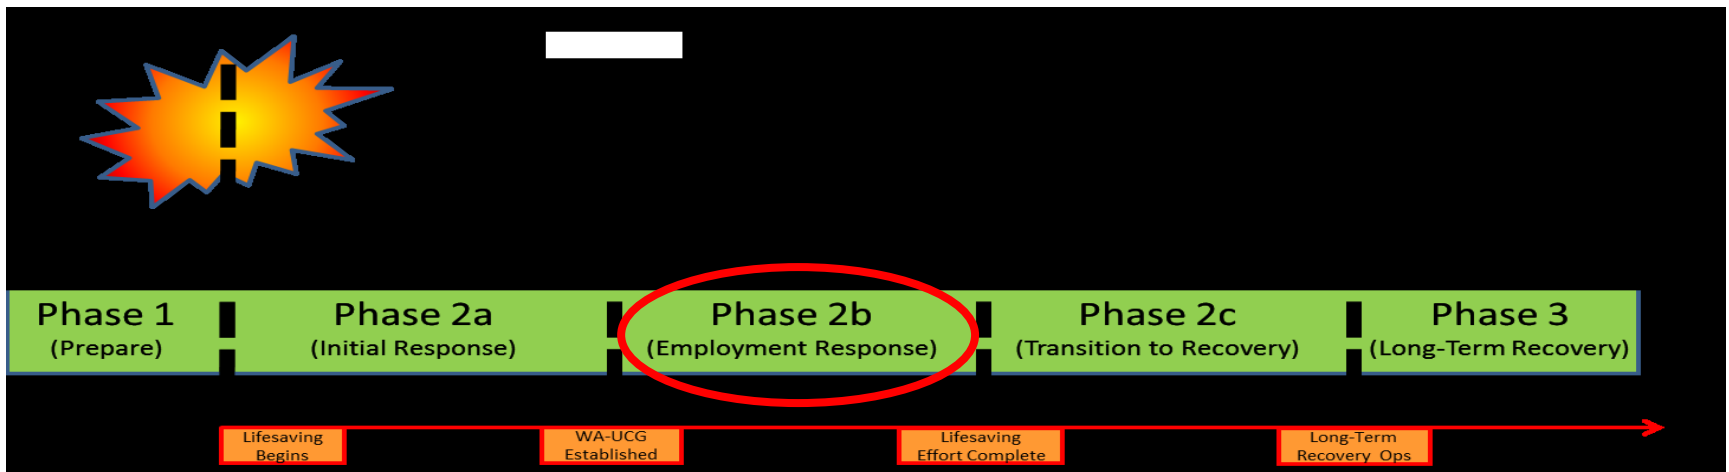 Phase 1
(Prepare)
Phase 2a
(Initial Response)
Phase 2b
(Employment Response)
Phase 2c
(Transition to Recovery)
Phase 3
(Long-Term Recovery)
Lifesaving
Begins
WA-UCG
Established
Lifesaving
Effort Complete
Long-Term
Recovery Ops